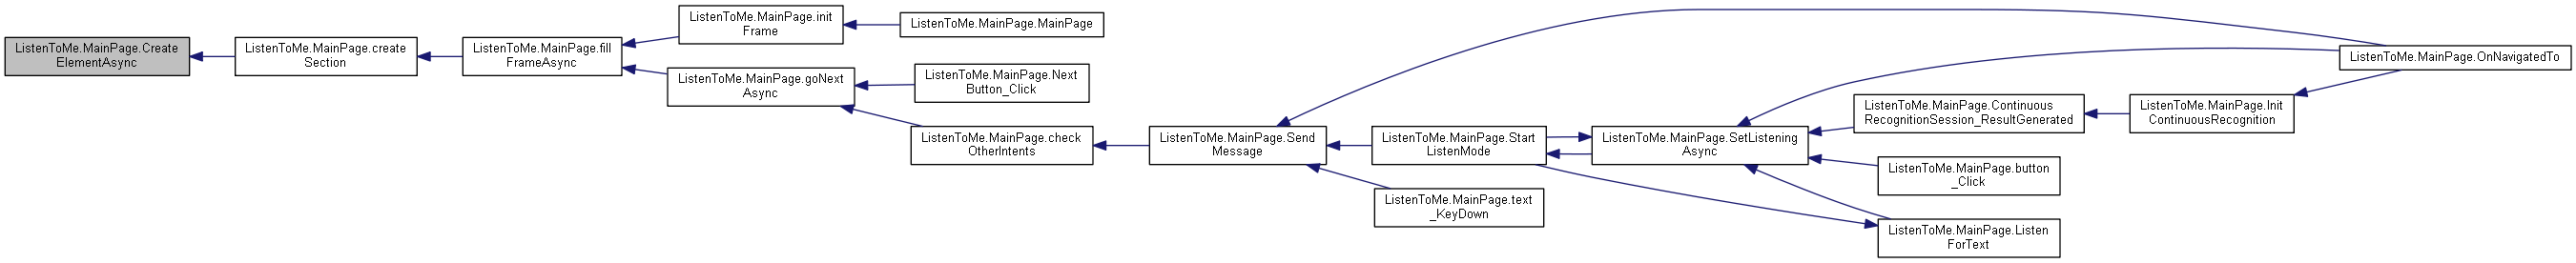 ListenToMe.MainPage.Create
ElementAsync
ListenToMe.MainPage.create
Section
ListenToMe.MainPage.fill
FrameAsync
ListenToMe.MainPage.init
Frame
ListenToMe.MainPage.MainPage
ListenToMe.MainPage.goNext
Async
ListenToMe.MainPage.Next
Button_Click
ListenToMe.MainPage.check
OtherIntents
ListenToMe.MainPage.Send
Message
ListenToMe.MainPage.Start
ListenMode
ListenToMe.MainPage.text
_KeyDown
ListenToMe.MainPage.SetListening
Async
ListenToMe.MainPage.Continuous
RecognitionSession_ResultGenerated
ListenToMe.MainPage.button
_Click
ListenToMe.MainPage.Listen
ForText
ListenToMe.MainPage.Init
ContinuousRecognition
ListenToMe.MainPage.OnNavigatedTo